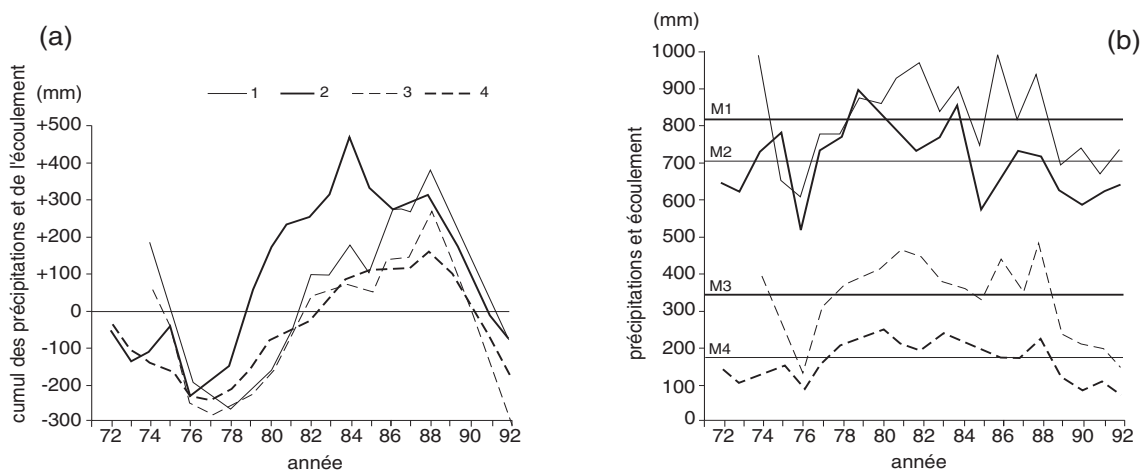 (a)
cumul des précipitations et de l'écoulement
(mm)
1 2 3 4
+500
+400
+300
+200
+100
0
-100
-200
-300
72 74 76 78 80 82 84 86 88 90 92
année
(b)
précipitations et écoulement
(mm)
1000
900
800
700
600
500
400
300
200
100
0
M1
M2
M3
M4
72 74 76 78 80 82 84 86 88 90 92
année